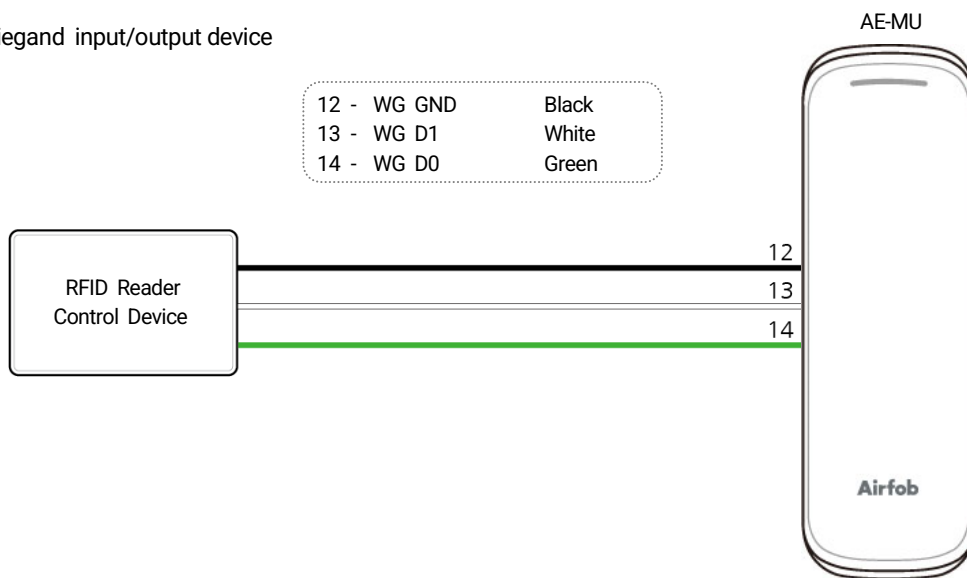 AE-MU
iegand input/output device
12 - WG GND Black
13 - WG D1 White
14 - WG D0 Green
RFID Reader
Control Device
12
13
14
Airfob